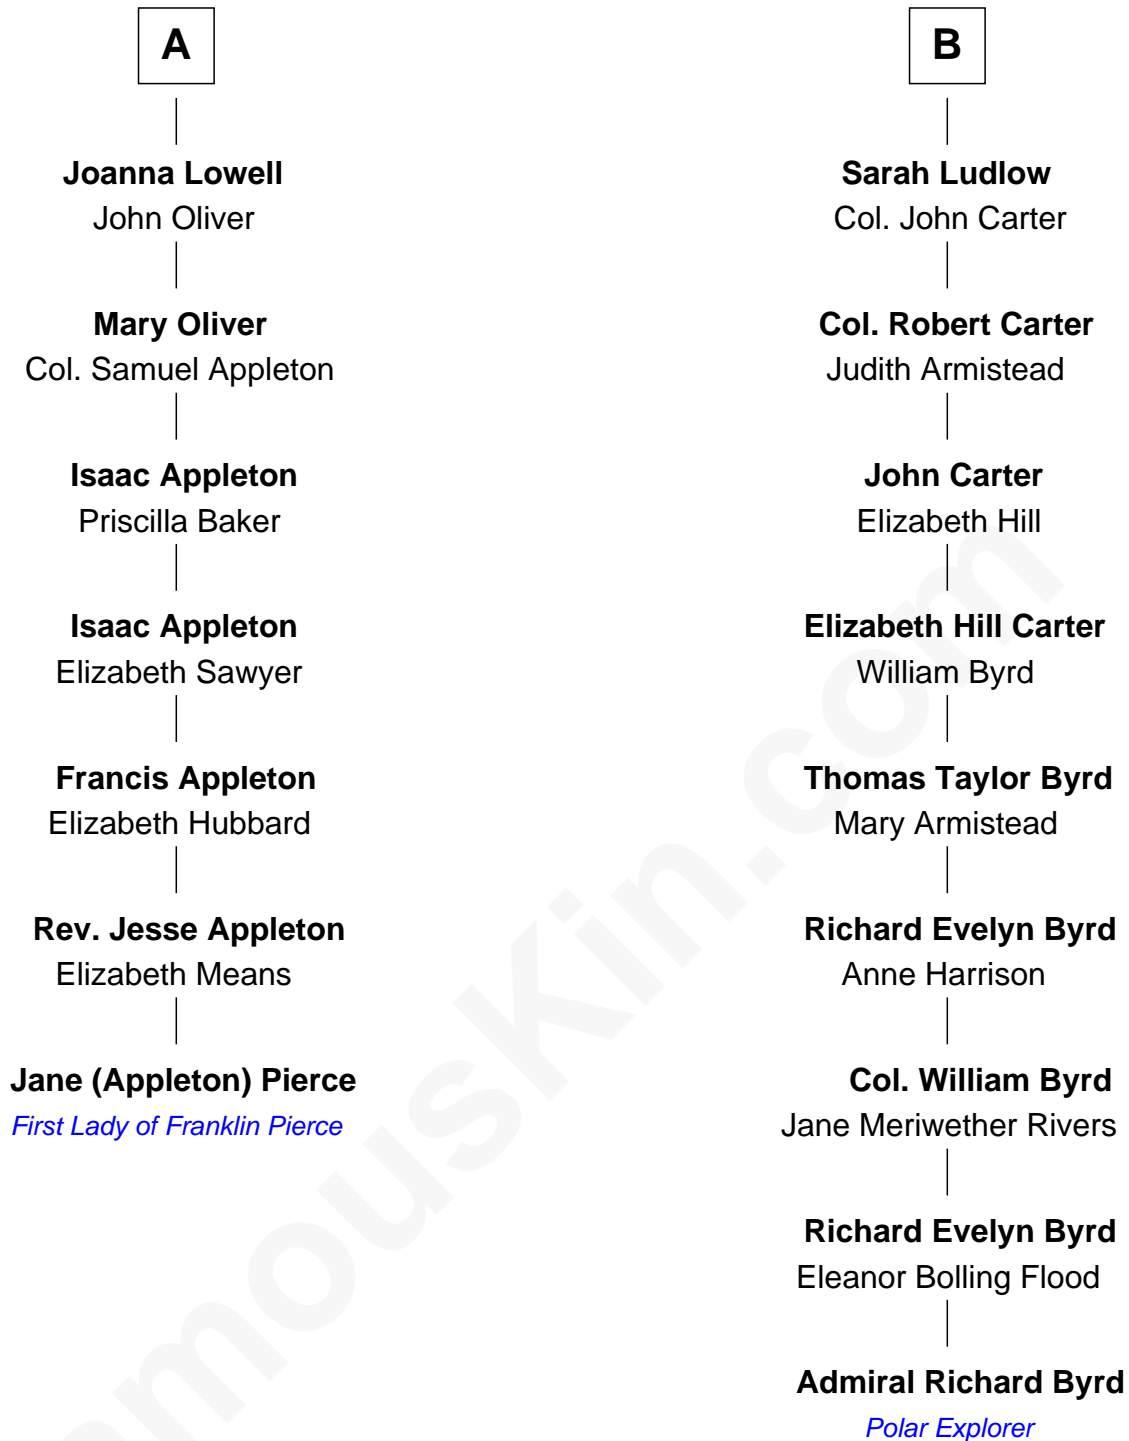 A
Joanna Lowell
John Oliver
Mary Oliver
Col. Samuel Appleton
Isaac Appleton
Priscilla Baker
Isaac Appleton
Elizabeth Sawyer
Francis Appleton
Elizabeth Hubbard
Rev. Jesse Appleton
Elizabeth Means
Jane (Appleton) Pierce
First Lady of Franklin Pierce
B
Sarah Ludlow
Col. John Carter
Col. Robert Carter
Judith Armistead
John Carter
Elizabeth Hill
Elizabeth Hill Carter
William Byrd
Thomas Taylor Byrd
Mary Armistead
Richard Evelyn Byrd
Anne Harrison
Col. William Byrd
Jane Meriwether Rivers
Richard Evelyn Byrd
Eleanor Bolling Flood
Admiral Richard Byrd
Polar Explorer
mouskin.com